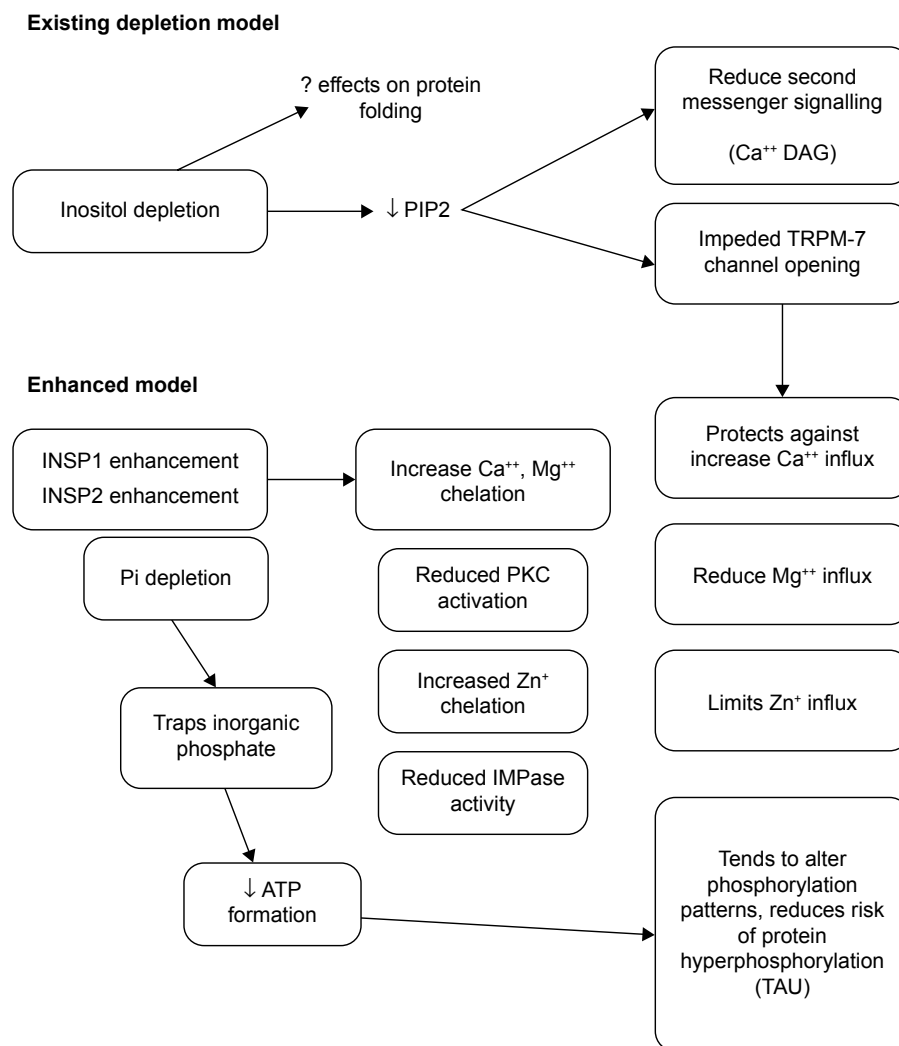 Existing depletion model
? effects on protein
folding
Reduce second
messenger signalling
(Ca⁺⁺ DAG)
Inositol depletion
↓ PIP2
Impeded TRPM-7
channel opening
Enhanced model
INSP1 enhancement
INSP2 enhancement
Increase Ca⁺⁺, Mg⁺⁺
chelation
Protects against
increase Ca⁺⁺ influx
Pi depletion
Reduced PKC
activation
Reduce Mg⁺⁺ influx
Traps inorganic
phosphate
Increased Zn⁺
chelation
Limits Zn⁺ influx
Reduced IMPase
activity
↓ ATP
formation
Tends to alter
phosphorylation
patterns, reduces risk
of protein
hyperphosphorylation
(TAU)